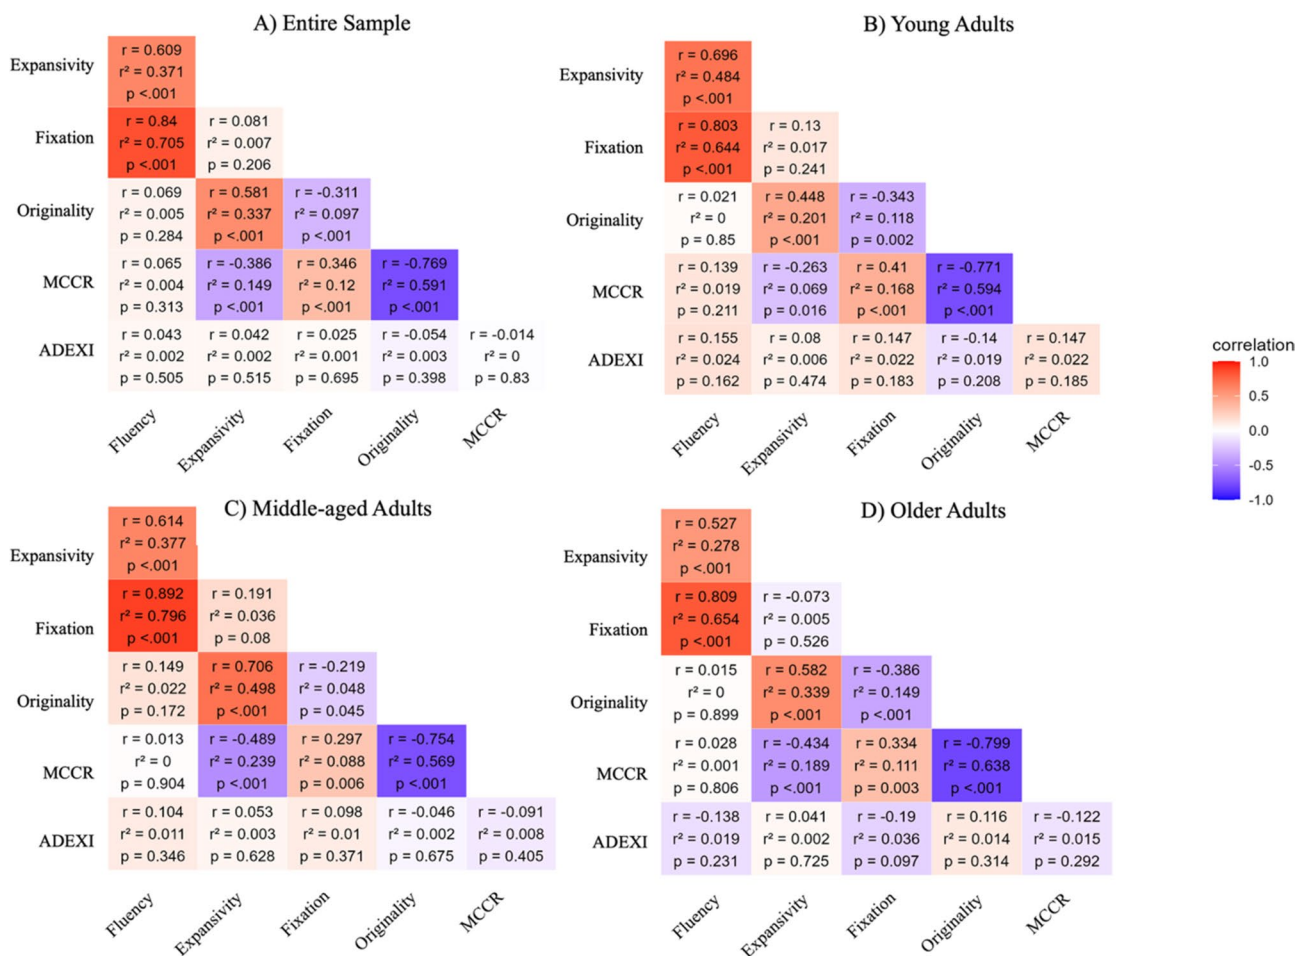 A) Entire Sample
Expansivity
r = 0.609
r² = 0.371
p <.001
Fixation
r = 0.84
r² = 0.705
p <.001
r = 0.081
r² = 0.007
p = 0.206
Originality
r = 0.069
r² = 0.005
p = 0.284
r = 0.581
r² = 0.337
p <.001
r = -0.311
r² = 0.097
p <.001
MCCR
r = 0.065
r² = 0.004
p = 0.313
r = -0.386
r² = 0.149
p <.001
r = 0.346
r² = 0.12
p <.001
r = -0.769
r² = 0.591
p <.001
ADEXI
r = 0.043
r² = 0.002
p = 0.505
r = 0.042
r² = 0.002
p = 0.515
r = 0.025
r² = 0.001
p = 0.695
r = -0.054
r² = 0.003
p = 0.398
r = -0.014
r² = 0
p = 0.83
Fluency
Expansivity
Fixation
Originality
MCCR
B) Young Adults
Expansivity
r = 0.696
r² = 0.484
p <.001
Fixation
r = 0.803
r² = 0.644
p <.001
r = 0.13
r² = 0.017
p = 0.241
Originality
r = 0.021
r² = 0
p = 0.85
r = 0.448
r² = 0.201
p <.001
r = -0.343
r² = 0.118
p = 0.002
MCCR
r = 0.139
r² = 0.019
p = 0.211
r = -0.263
r² = 0.069
p = 0.016
r = 0.41
r² = 0.168
p <.001
r = -0.771
r² = 0.594
p <.001
ADEXI
r = 0.155
r² = 0.024
p = 0.162
r = 0.08
r² = 0.006
p = 0.474
r = 0.147
r² = 0.022
p = 0.183
r = -0.14
r² = 0.019
p = 0.208
r = 0.147
r² = 0.022
p = 0.185
Fluency
Expansivity
Fixation
Originality
MCCR
correlation
1.0
0.5
0.0
-0.5
-1.0
C) Middle-aged Adults
Expansivity
r = 0.614
r² = 0.377
p <.001
Fixation
r = 0.892
r² = 0.796
p <.001
r = 0.191
r² = 0.036
p = 0.08
Originality
r = 0.149
r² = 0.022
p = 0.172
r = 0.706
r² = 0.498
p <.001
r = -0.219
r² = 0.048
p = 0.045
MCCR
r = 0.013
r² = 0
p = 0.904
r = -0.489
r² = 0.239
p <.001
r = 0.297
r² = 0.088
p = 0.006
r = -0.754
r² = 0.569
p <.001
ADEXI
r = 0.104
r² = 0.011
p = 0.346
r = 0.053
r² = 0.003
p = 0.628
r = 0.098
r² = 0.01
p = 0.371
r = -0.046
r² = 0.002
p = 0.675
r = -0.091
r² = 0.008
p = 0.405
Fluency
Expansivity
Fixation
Originality
MCCR
D) Older Adults
Expansivity
r = 0.527
r² = 0.278
p <.001
Fixation
r = 0.809
r² = 0.654
p <.001
r = -0.073
r² = 0.005
p = 0.526
Originality
r = 0.015
r² = 0
p = 0.899
r = 0.582
r² = 0.339
p <.001
r = -0.386
r² = 0.149
p <.001
MCCR
r = 0.028
r² = 0.001
p = 0.806
r = -0.434
r² = 0.189
p <.001
r = 0.334
r² = 0.111
p = 0.003
r = -0.799
r² = 0.638
p <.001
ADEXI
r = -0.138
r² = 0.019
p = 0.231
r = 0.041
r² = 0.002
p = 0.725
r = -0.19
r² = 0.036
p = 0.097
r = 0.116
r² = 0.014
p = 0.314
r = -0.122
r² = 0.015
p = 0.292
Fluency
Expansivity
Fixation
Originality
MCCR